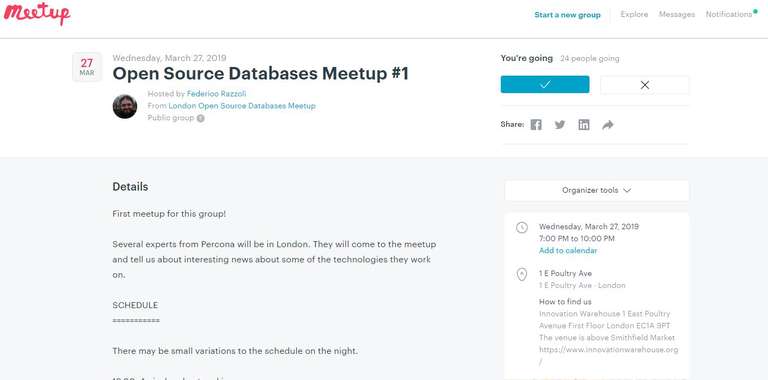 Meetup
Start a new group
Explore
Messages
Notifications
27
MAR
Wednesday, March 27, 2019
Open Source Databases Meetup #1
Hosted by Federico Razzoli
From London Open Source Databases Meetup
Public group
You're going
24 people going
Share:
Details
First meetup for this group!
Several experts from Percona will be in London. They will come to the meetup
and tell us about interesting news about some of the technologies they work
on.
SCHEDULE
===========
There may be small variations to the schedule on the night.
Organizer tools
Wednesday, March 27, 2019
7:00 PM to 10:00 PM
Add to calendar
1 E Poultry Ave
1 E Poultry Ave · London
How to find us
Innovation Warehouse 1 East Poultry
Avenue First Floor London EC1A 9PT
The venue is above Smithfield Market
https://www.innovationwarehouse.org
/